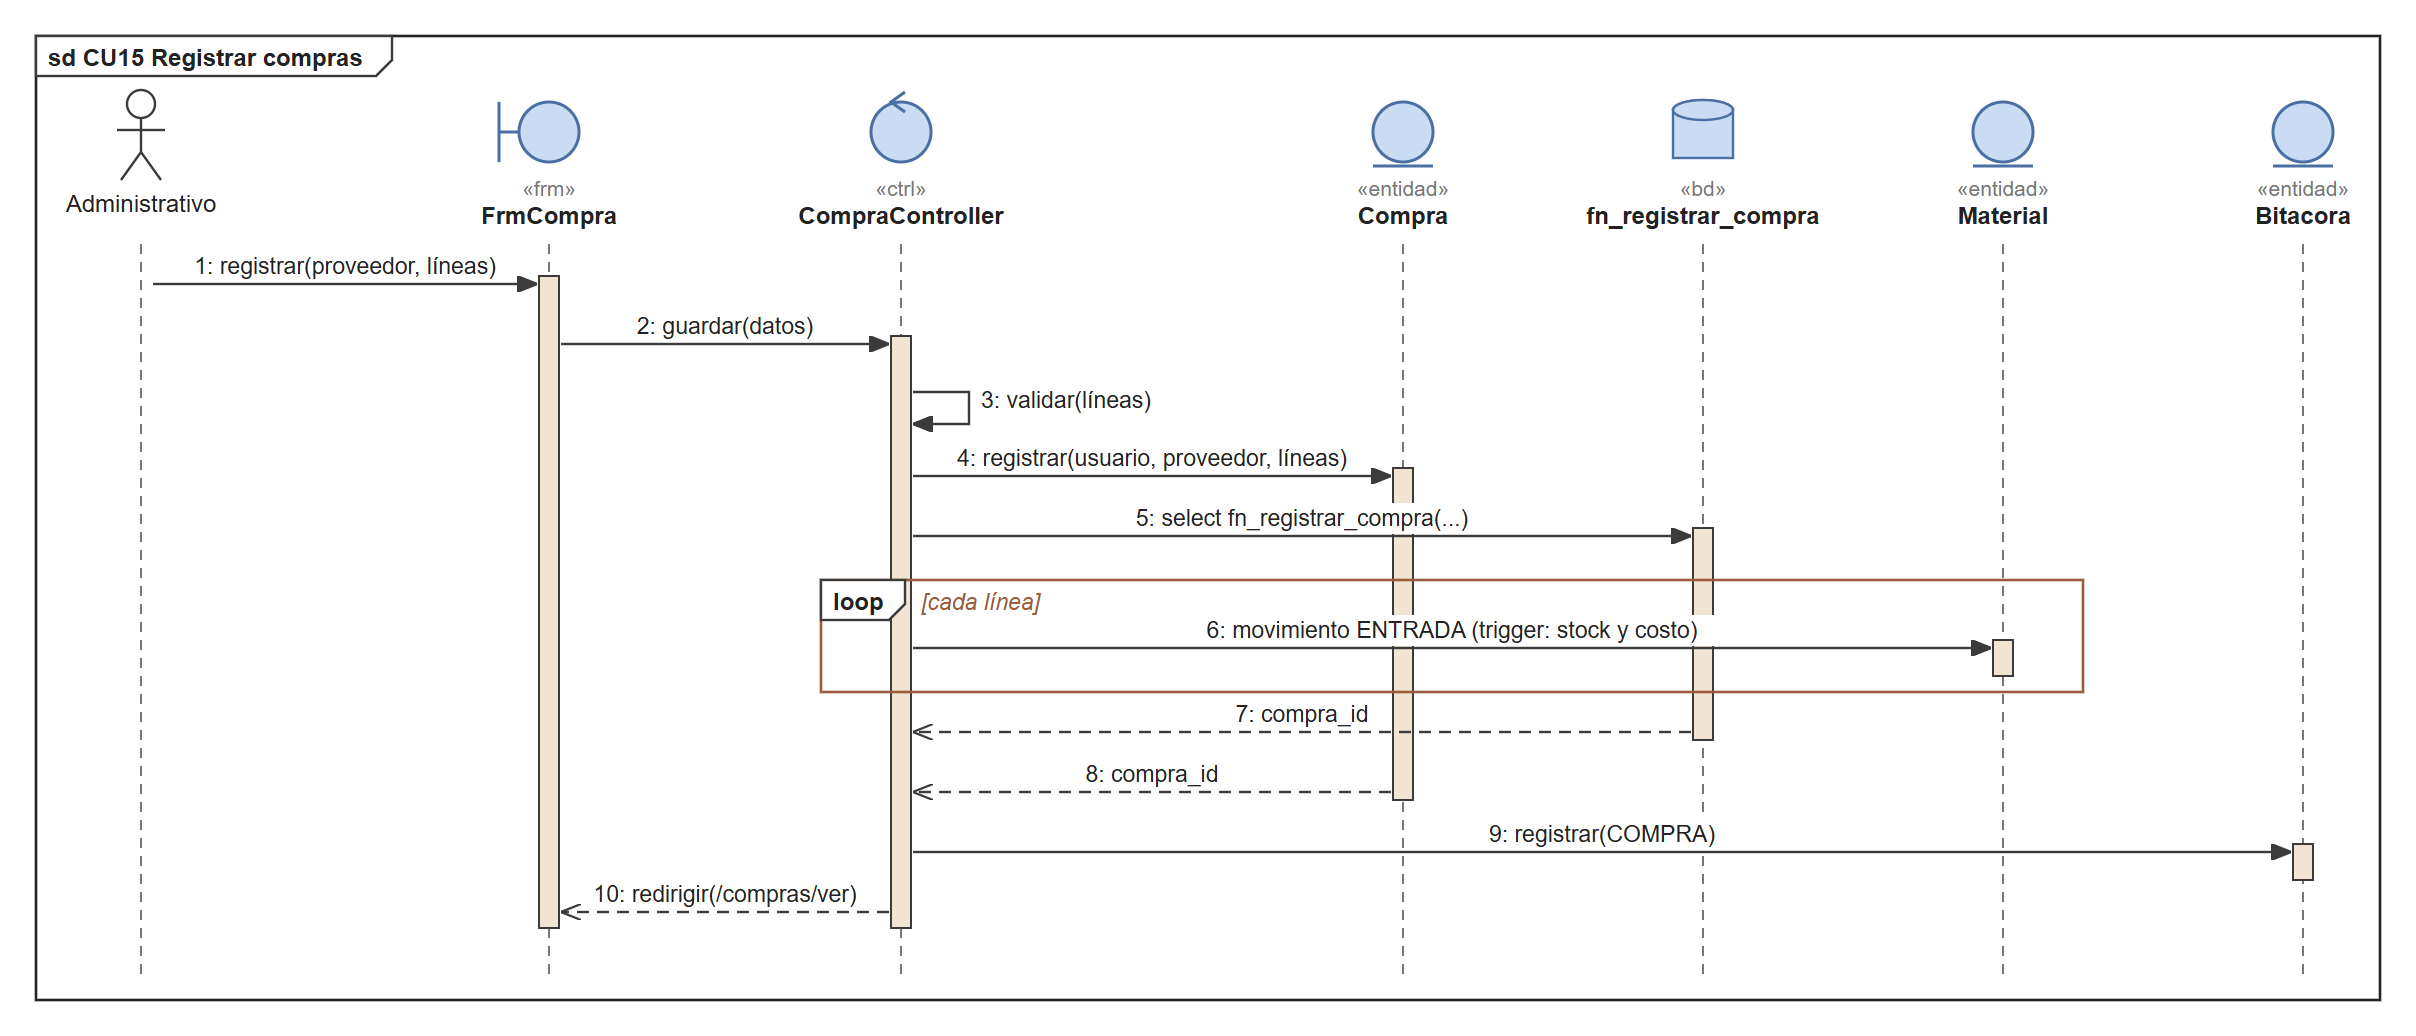 sd CU15 Registrar compras
Administrativo
«frm»
FrmCompra
«ctrl»
CompraController
«entidad»
Compra
«bd»
fn_registrar_compra
«entidad»
Material
«entidad»
Bitacora
1: registrar(proveedor, líneas)
2: guardar(datos)
3: validar(líneas)
4: registrar(usuario, proveedor, líneas)
5: select fn_registrar_compra(...)
loop
[cada línea]
6: movimiento ENTRADA (trigger: stock y costo)
7: compra_id
8: compra_id
9: registrar(COMPRA)
10: redirigir(/compras/ver)